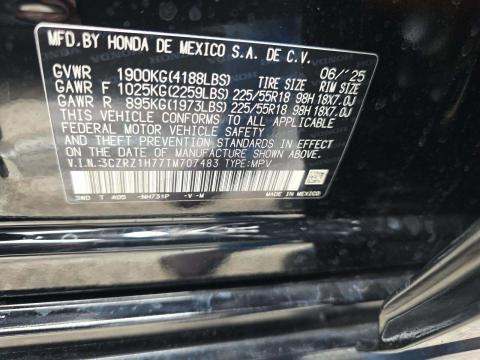 MFD.BY HONDA DE MEXICO S.A. DE C.V.
06/'25
GVWR 1900KG(4188LBS) TIRE SIZE RIM SIZE
GAWR F 1025KG(2259LBS) 225/55R18 98H 18X7.0J
GAWR R 895KG(1973LBS) 225/55R18 98H 18X7.0J
THIS VEHICLE CONFORMS TO ALL APPLICABLE
FEDERAL MOTOR VEHICLE SAFETY
AND THEFT PREVENTION STANDARDS IN EFFECT
ON THE DATE OF MANUFACTURE SHOWN ABOVE.
V.I.N.:3CZRZ1H77TM707483 TYPE:MPV
T A05 NH731P -V -M
MADE IN MEXICO